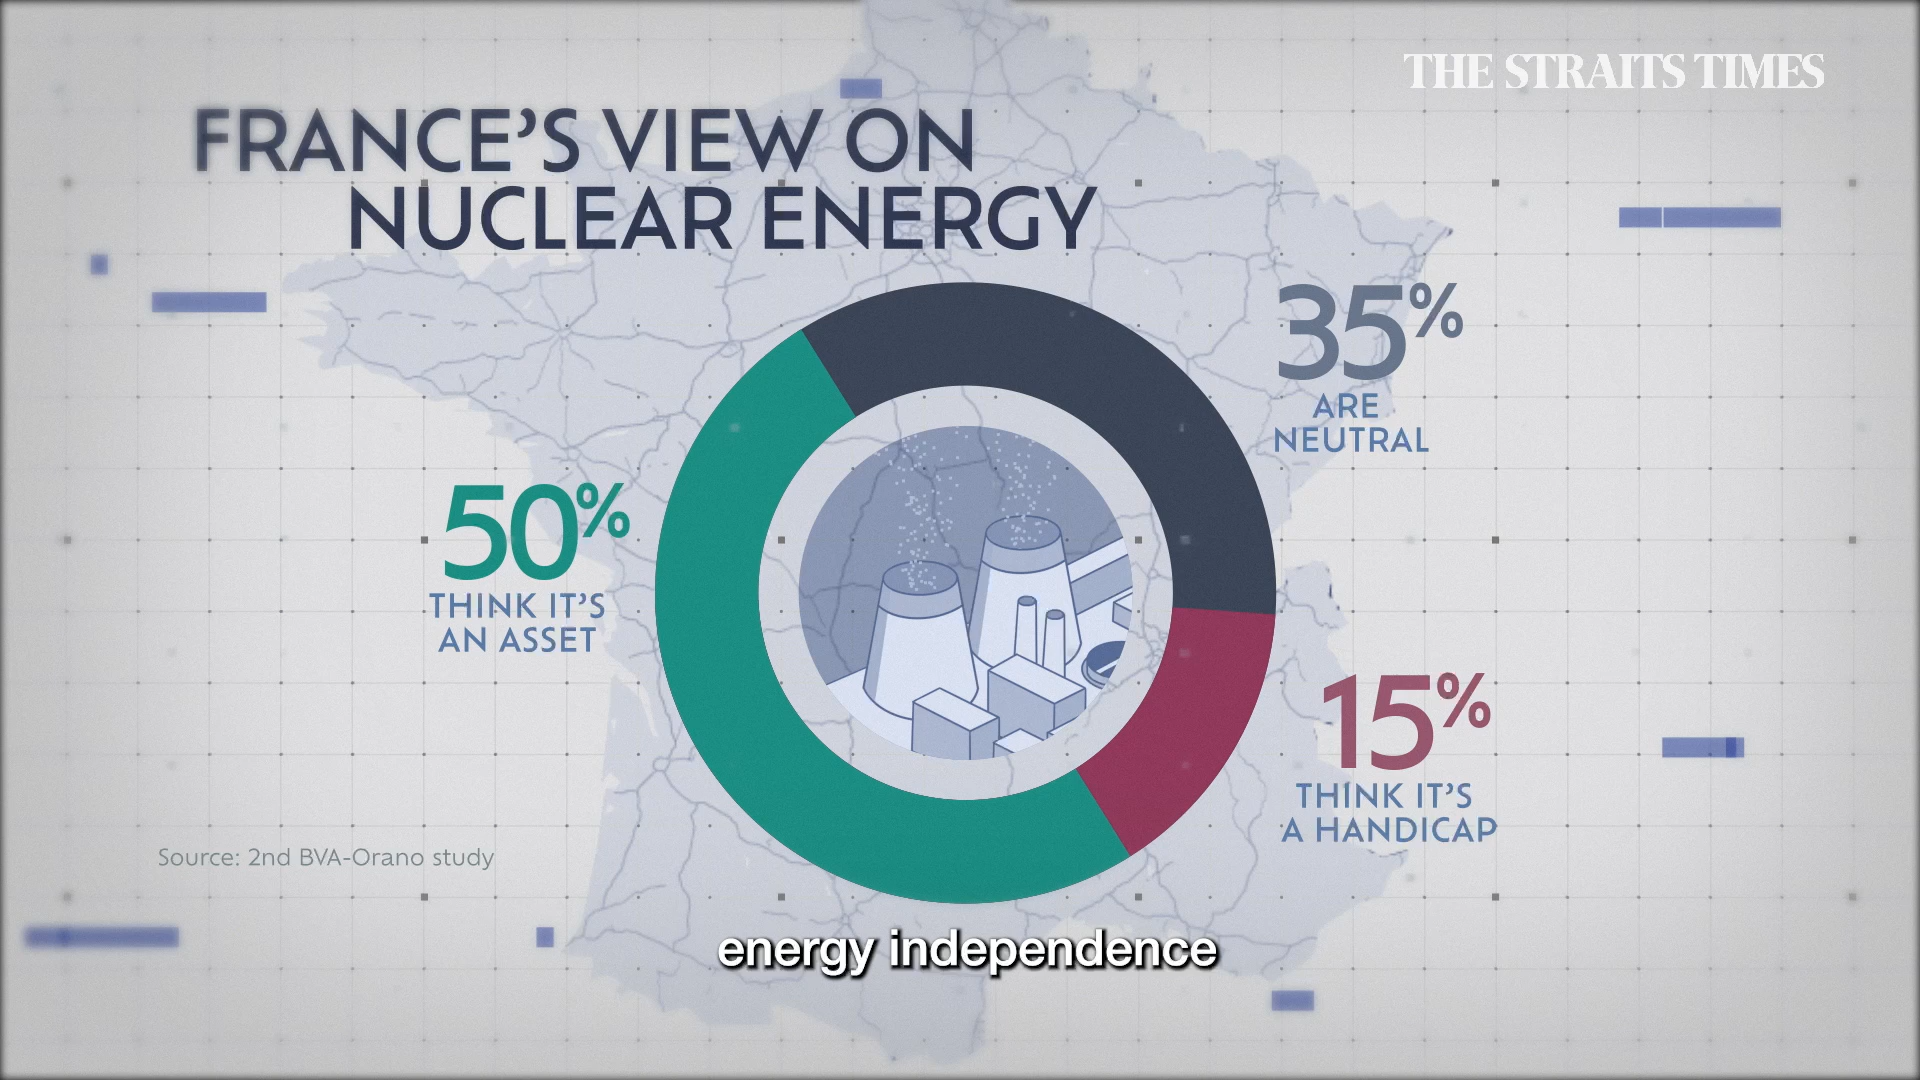 THE STRAITS TIMES
FRANCE'S VIEW ON
NUCLEAR ENERGY
35%
ARE
NEUTRAL
50%
THINK IT'S
AN ASSET
15%
THINK IT'S
A HANDICAP
Source: 2nd BVA-Orano study
energy independence